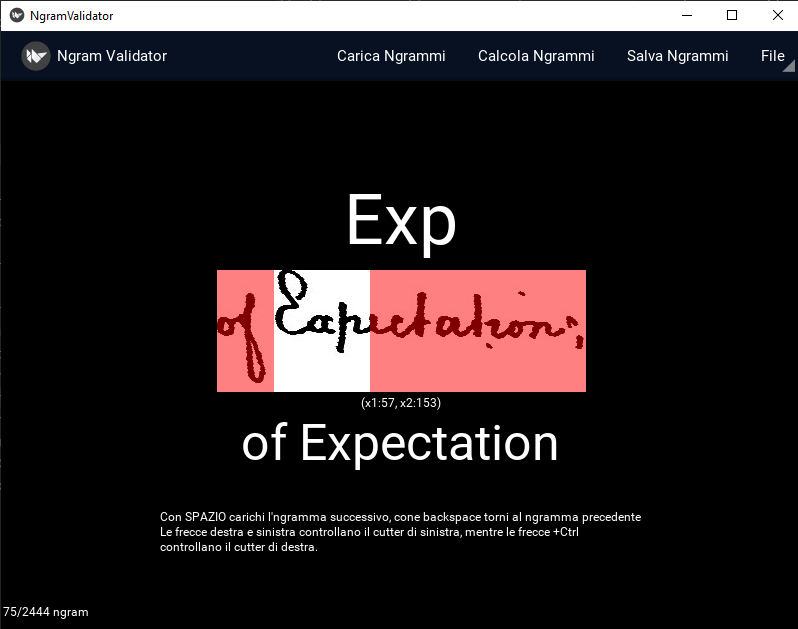 NgramValidator
Ngram Validator Carica Ngrammi Calcola Ngrammi Salva Ngrammi File
Exp
of Expectation;
(x1:57, x2:153)
of Expectation
Con SPAZIO carichi l'ngramma successivo, cone backspace torni al ngramma precedente
Le frecce destra e sinistra controllano il cutter di sinistra, mentre le frecce +Ctrl
controllano il cutter di destra.
75/2444 ngram